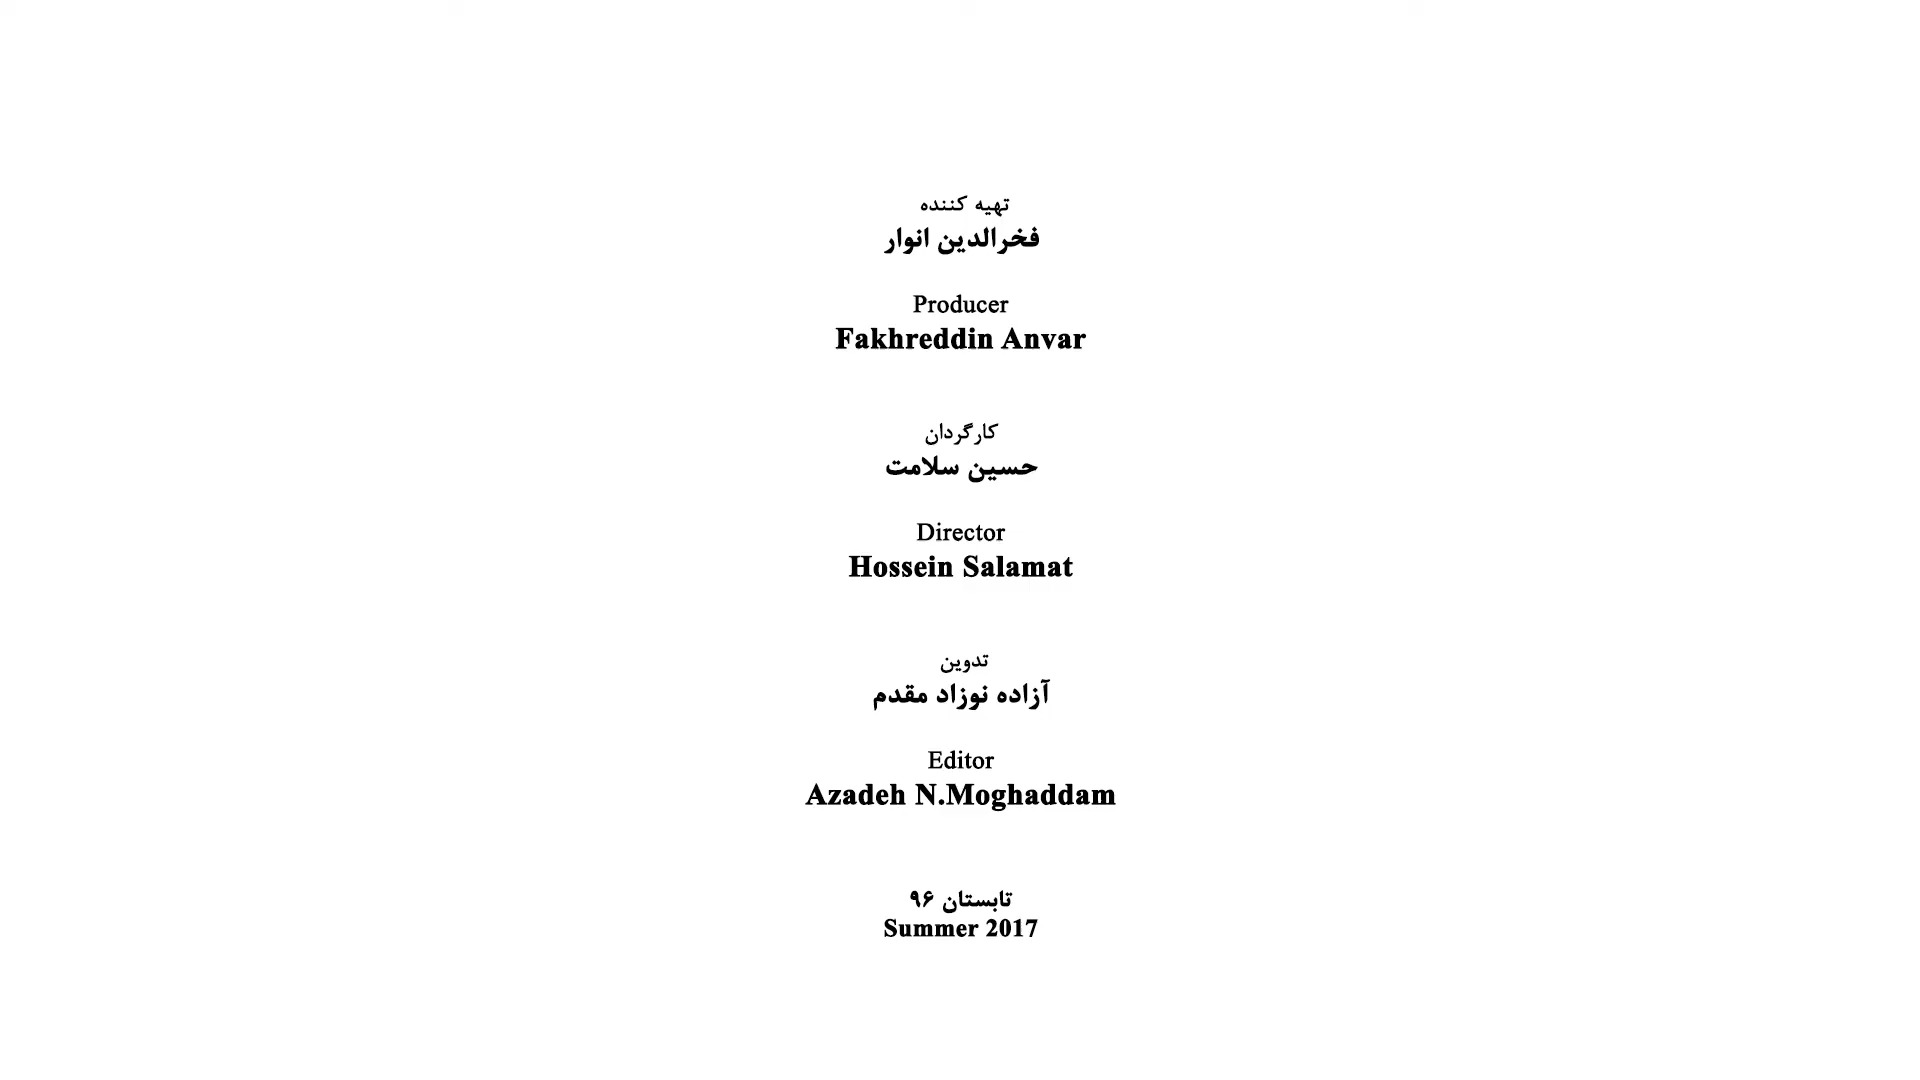 تهیه کننده
فخرالدین انوار
Producer
Fakhreddin Anvar
کارگردان
حسین سلامت
Director
Hossein Salamat
تدوین
آزاده نوزاد مقدم
Editor
Azadeh N.Moghaddam
تابستان ۹۶
Summer 2017